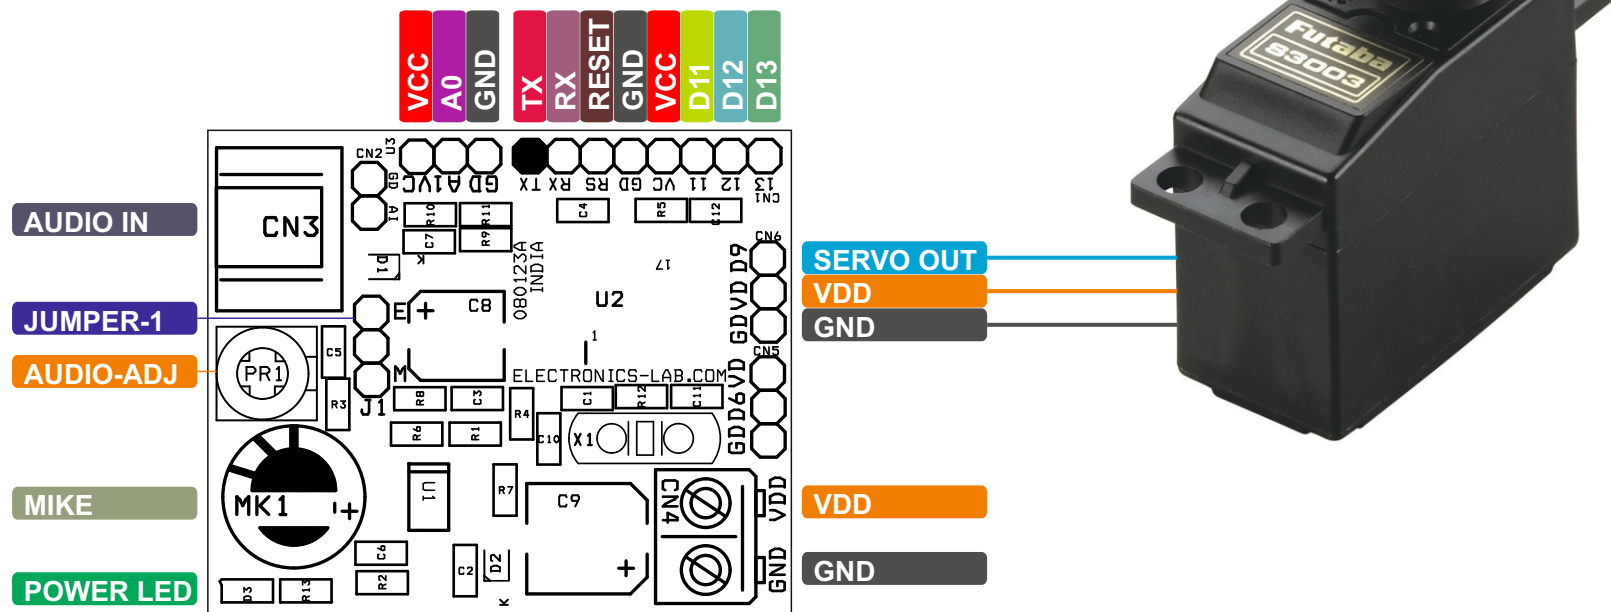 VCC A0 GND TX RX RESET GND VCC D11 D12 D13
Futaba
S3003
CN2 U3
VC A1 GD TX RX RS GD VC 11 12 13
CN1
GD
AI
AUDIO IN
CN3
R10 R11 C4 R5 C12
C7 R9
D1 K
080123A
INDIA
17
U2
1
CN6
D9
VD
GD
SERVO OUT
VDD
GND
JUMPER-1
E + C8
M
J1
AUDIO-ADJ
PR1
C5
R3
ELECTRONICS-LAB.COM
CN5
VD
D6
GD
R8 C3 R4 C1 R12 C11
R6 R1 C10 X1
MIKE
MK1 +
U1 R7 C9 +
CN4
VDD
GND
VDD
GND
C6
R2
C2 D2
K
POWER LED
D3 R13